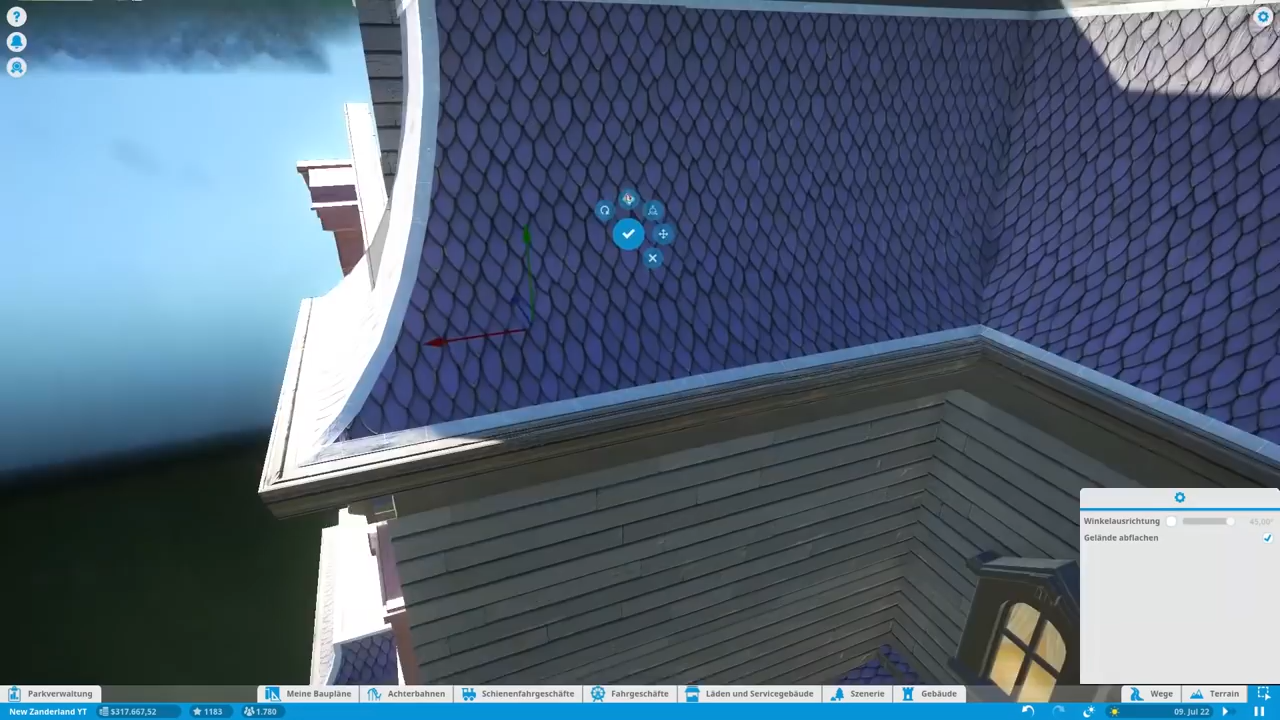 Winkelausrichtung 45,00°
Gelände abflachen
Parkverwaltung Meine Baupläne Achterbahnen Schienenfahrgeschäfte Fahrgeschäfte Läden und Servicegebäude Szenerie Gebäude Wege Terrain
New Zanderland YT $317.667,52 1183 1.780 09. Jul 22